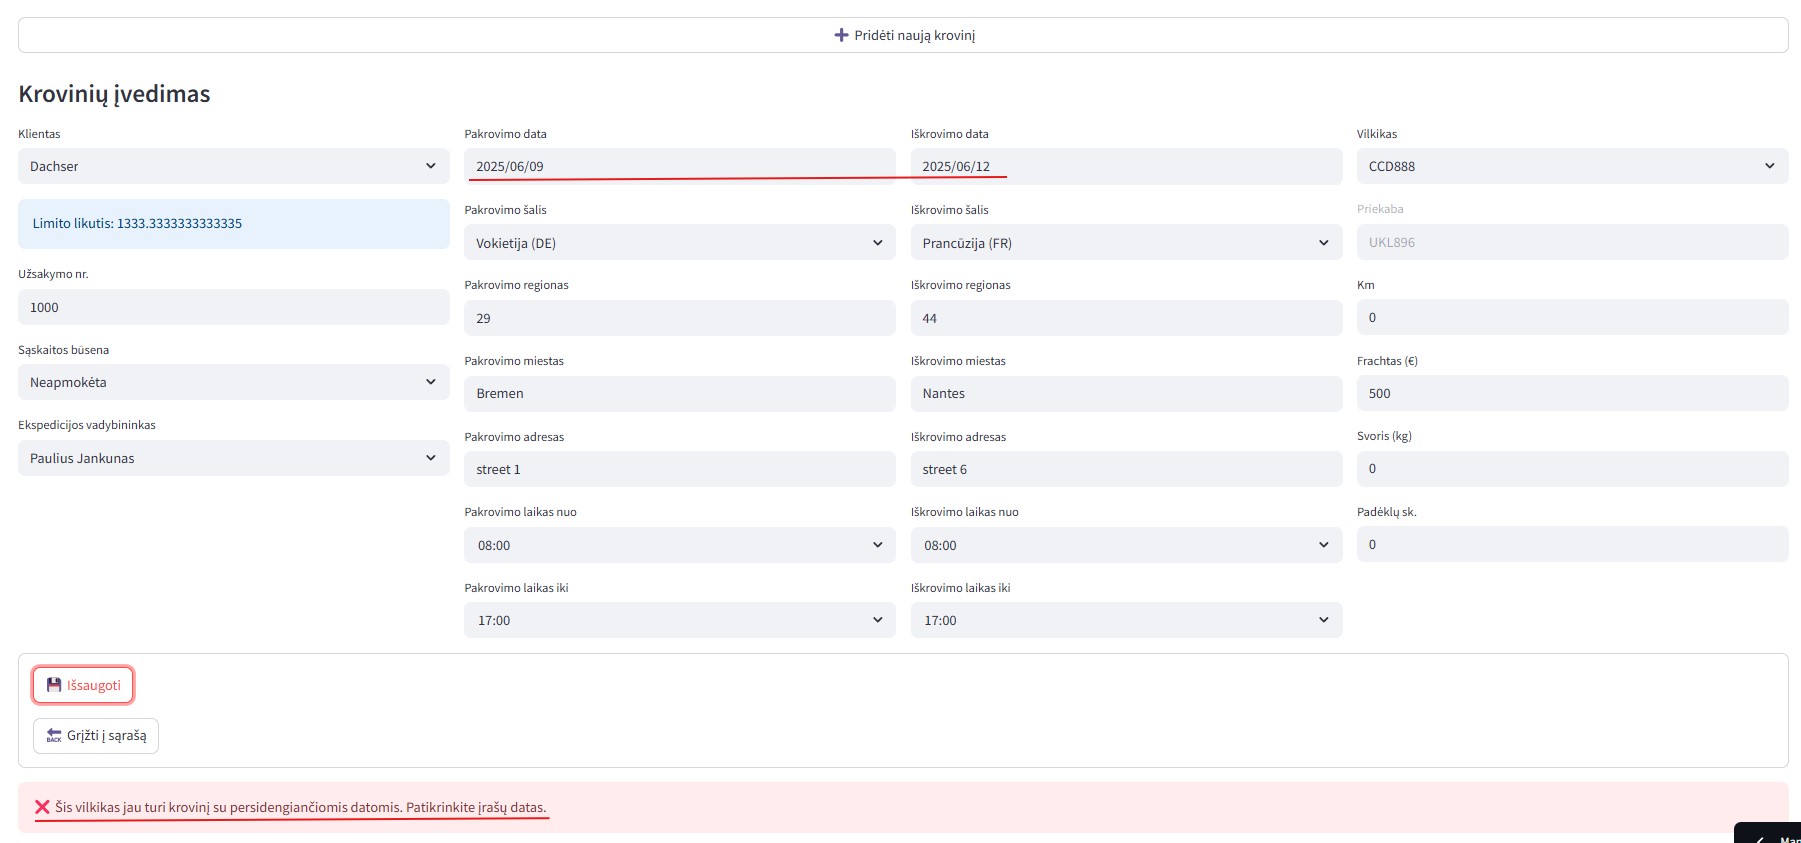 Pridėti naują krovinį
Krovinių įvedimas
Klientas
Dachser
Limito likutis: 1333.3333333333335
Užsakymo nr.
1000
Sąskaitos būsena
Neapmokėta
Ekspedicijos vadybininkas
Paulius Jankunas
Pakrovimo data
2025/06/09
Pakrovimo šalis
Vokietija (DE)
Pakrovimo regionas
29
Pakrovimo miestas
Bremen
Pakrovimo adresas
street 1
Pakrovimo laikas nuo
08:00
Pakrovimo laikas iki
17:00
Iškrovimo data
2025/06/12
Iškrovimo šalis
Prancūzija (FR)
Iškrovimo regionas
44
Iškrovimo miestas
Nantes
Iškrovimo adresas
street 6
Iškrovimo laikas nuo
08:00
Iškrovimo laikas iki
17:00
Vilkikas
CCD888
Priekaba
UKL896
Km
0
Frachtas (€)
500
Svoris (kg)
0
Padėklų sk.
0
Išsaugoti
BACK Grįžti į sąrašą
Šis vilkikas jau turi krovinį su persidengiančiomis datomis. Patikrinkite įrašų datas.